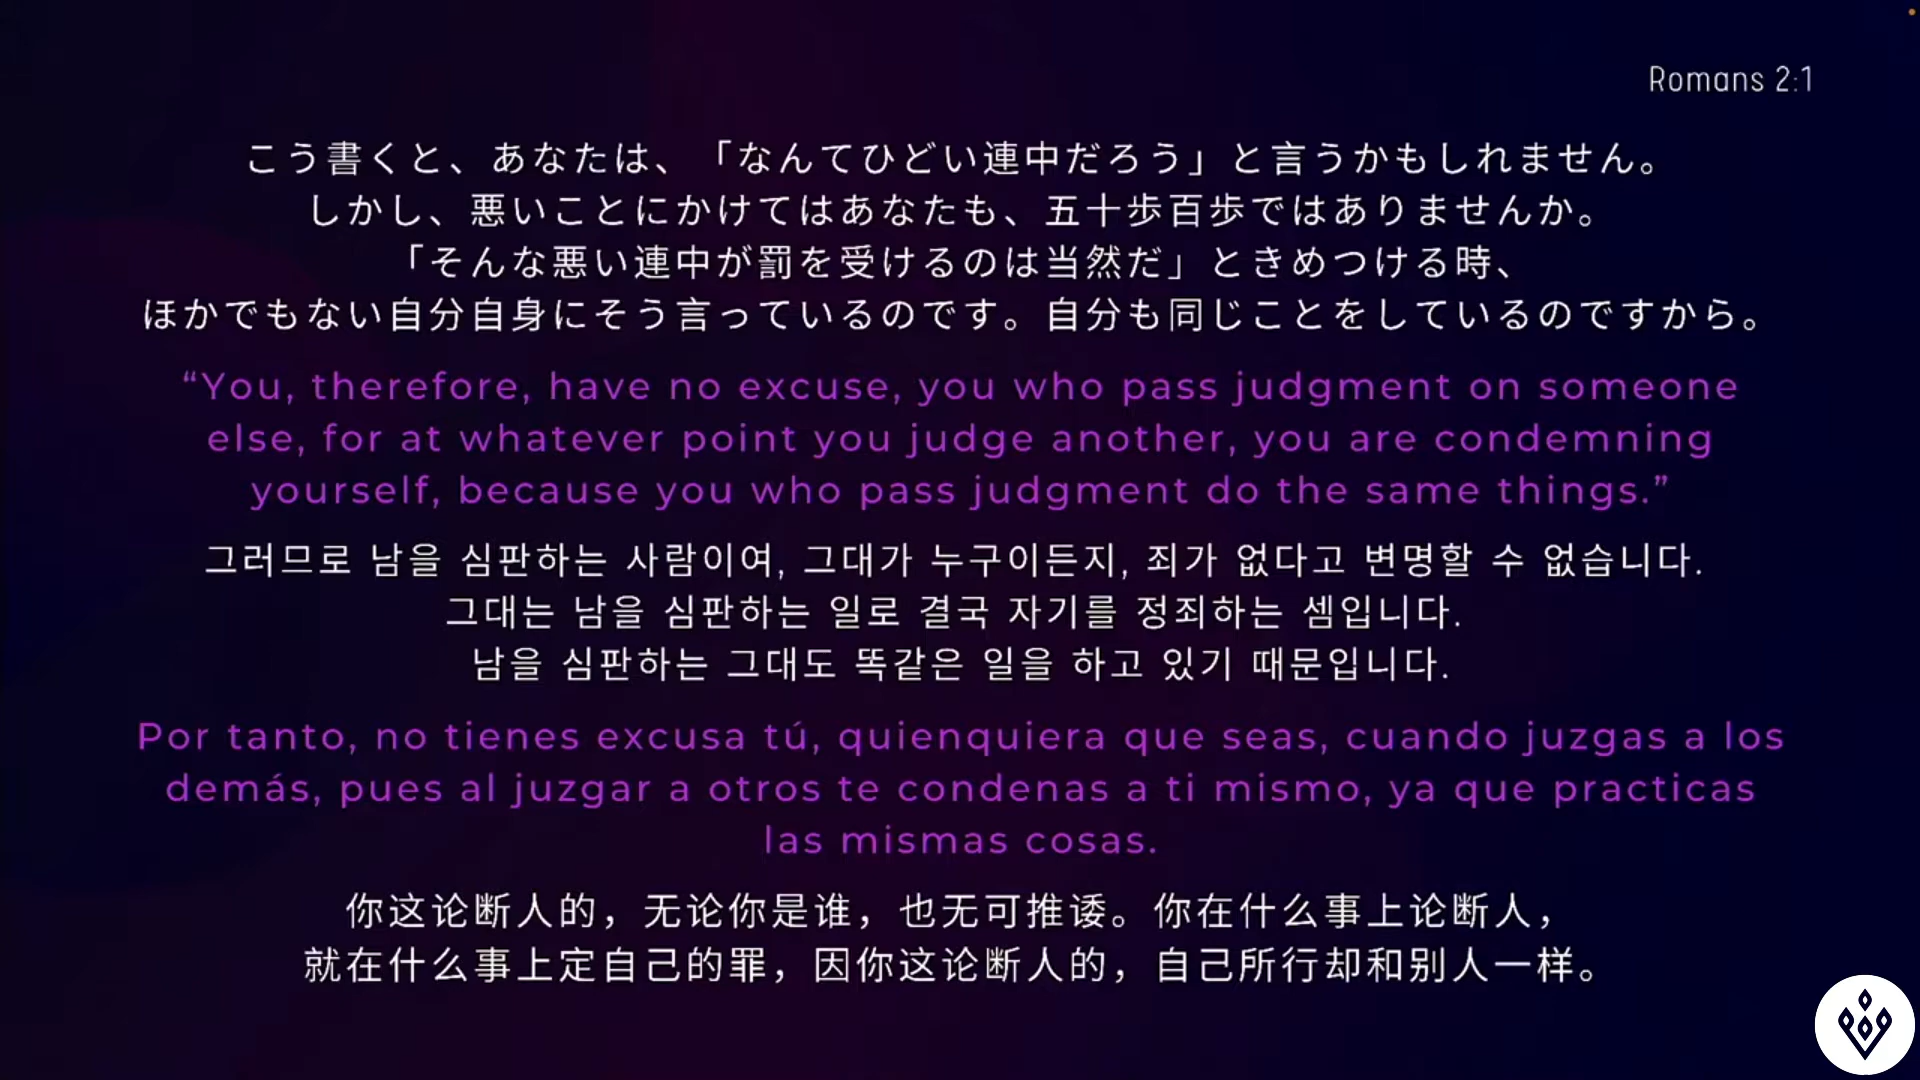 Romans 2:1
こう書くと、あなたは、「なんてひどい連中だろう」と言うかもしれません。
しかし、悪いことにかけてはあなたも、五十歩百歩ではありませんか。
「そんな悪い連中が罰を受けるのは当然だ」ときめつける時、
ほかでもない自分自身にそう言っているのです。自分も同じことをしているのですから。
“You, therefore, have no excuse, you who pass judgment on someone
else, for at whatever point you judge another, you are condemning
yourself, because you who pass judgment do the same things.”
그러므로 남을 심판하는 사람이여, 그대가 누구이든지, 죄가 없다고 변명할 수 없습니다.
그대는 남을 심판하는 일로 결국 자기를 정죄하는 셈입니다.
남을 심판하는 그대도 똑같은 일을 하고 있기 때문입니다.
Por tanto, no tienes excusa tú, quienquiera que seas, cuando juzgas a los
demás, pues al juzgar a otros te condenas a ti mismo, ya que practicas
las mismas cosas.
你这论断人的，无论你是谁，也无可推诿。你在什么事上论断人，
就在什么事上定自己的罪，因你这论断人的，自己所行却和别人一样。